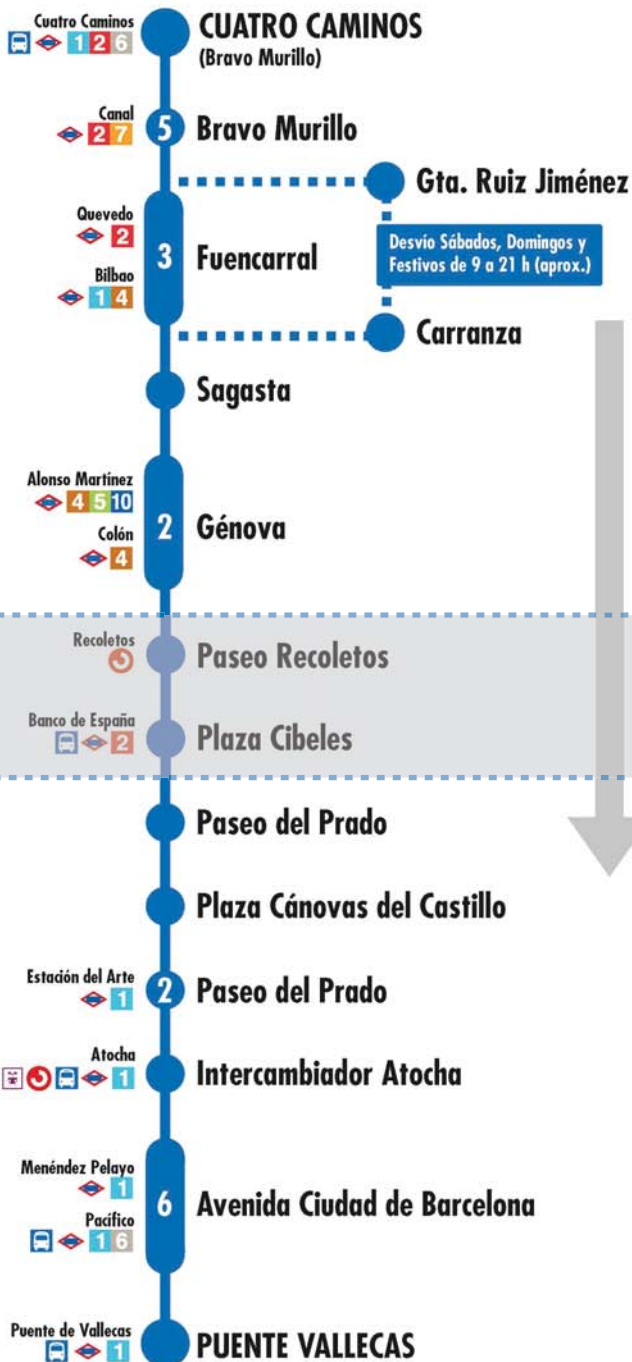 Cuatro Caminos
1 2 6
CUATRO CAMINOS
(Bravo Murillo)
Canal
2 7
5
Bravo Murillo
Gta. Ruiz Jiménez
Quevedo
2
3
Fuencarral
Desvío Sábados, Domingos y
Festivos de 9 a 21 h (aprox.)
Bilbao
1 4
Carranza
Sagasta
Alonso Martínez
4 5 10
2
Génova
Colón
4
Recoletos
Paseo Recoletos
Banco de España
2
Plaza Cibeles
Paseo del Prado
Plaza Cánovas del Castillo
Estación del Arte
1
2
Paseo del Prado
Atocha
1
Intercambiador Atocha
Menéndez Pelayo
1
6
Avenida Ciudad de Barcelona
Pacífico
1 6
Puente de Vallecas
1
PUENTE VALLECAS